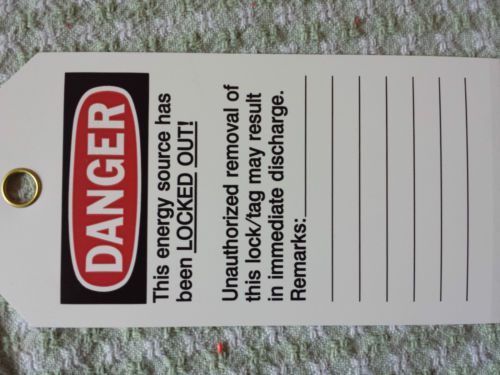 DANGER
This energy source has
been LOCKED OUT!
Unauthorized removal of
this lock/tag may result
in immediate discharge.
Remarks: